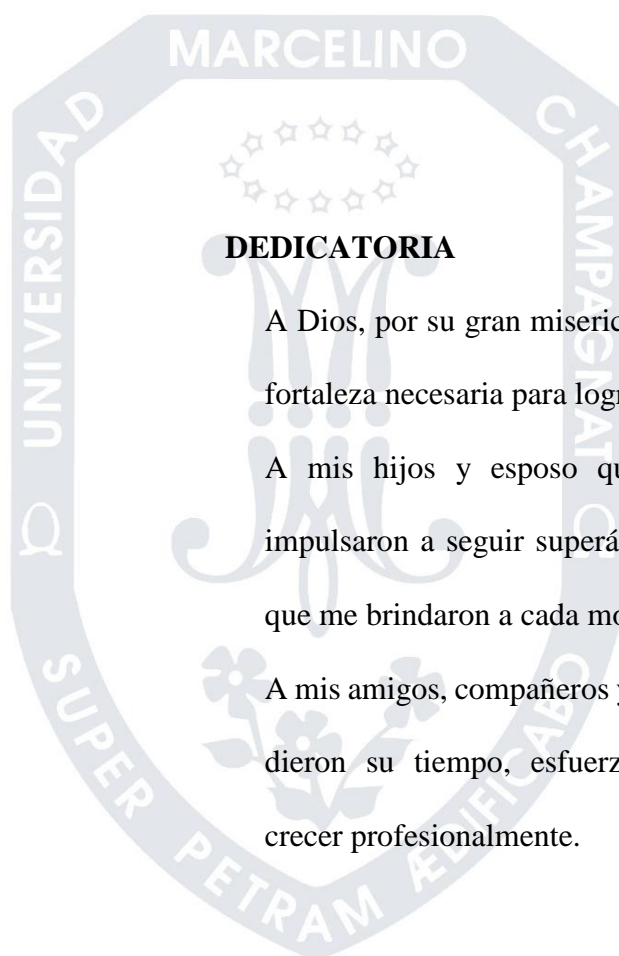 UNIVERSIDAD
MARCELINO
CHAMPAGNAT
DEDICATORIA
A Dios, por su gran miseric
fortaleza necesaria para logr
A mis hijos y esposo qu
impulsaron a seguir superá
que me brindaron a cada mo
A mis amigos, compañeros y
dieron su tiempo, esfuerz
crecer profesionalmente.
SUPER PETRAM ÆDIFICABO